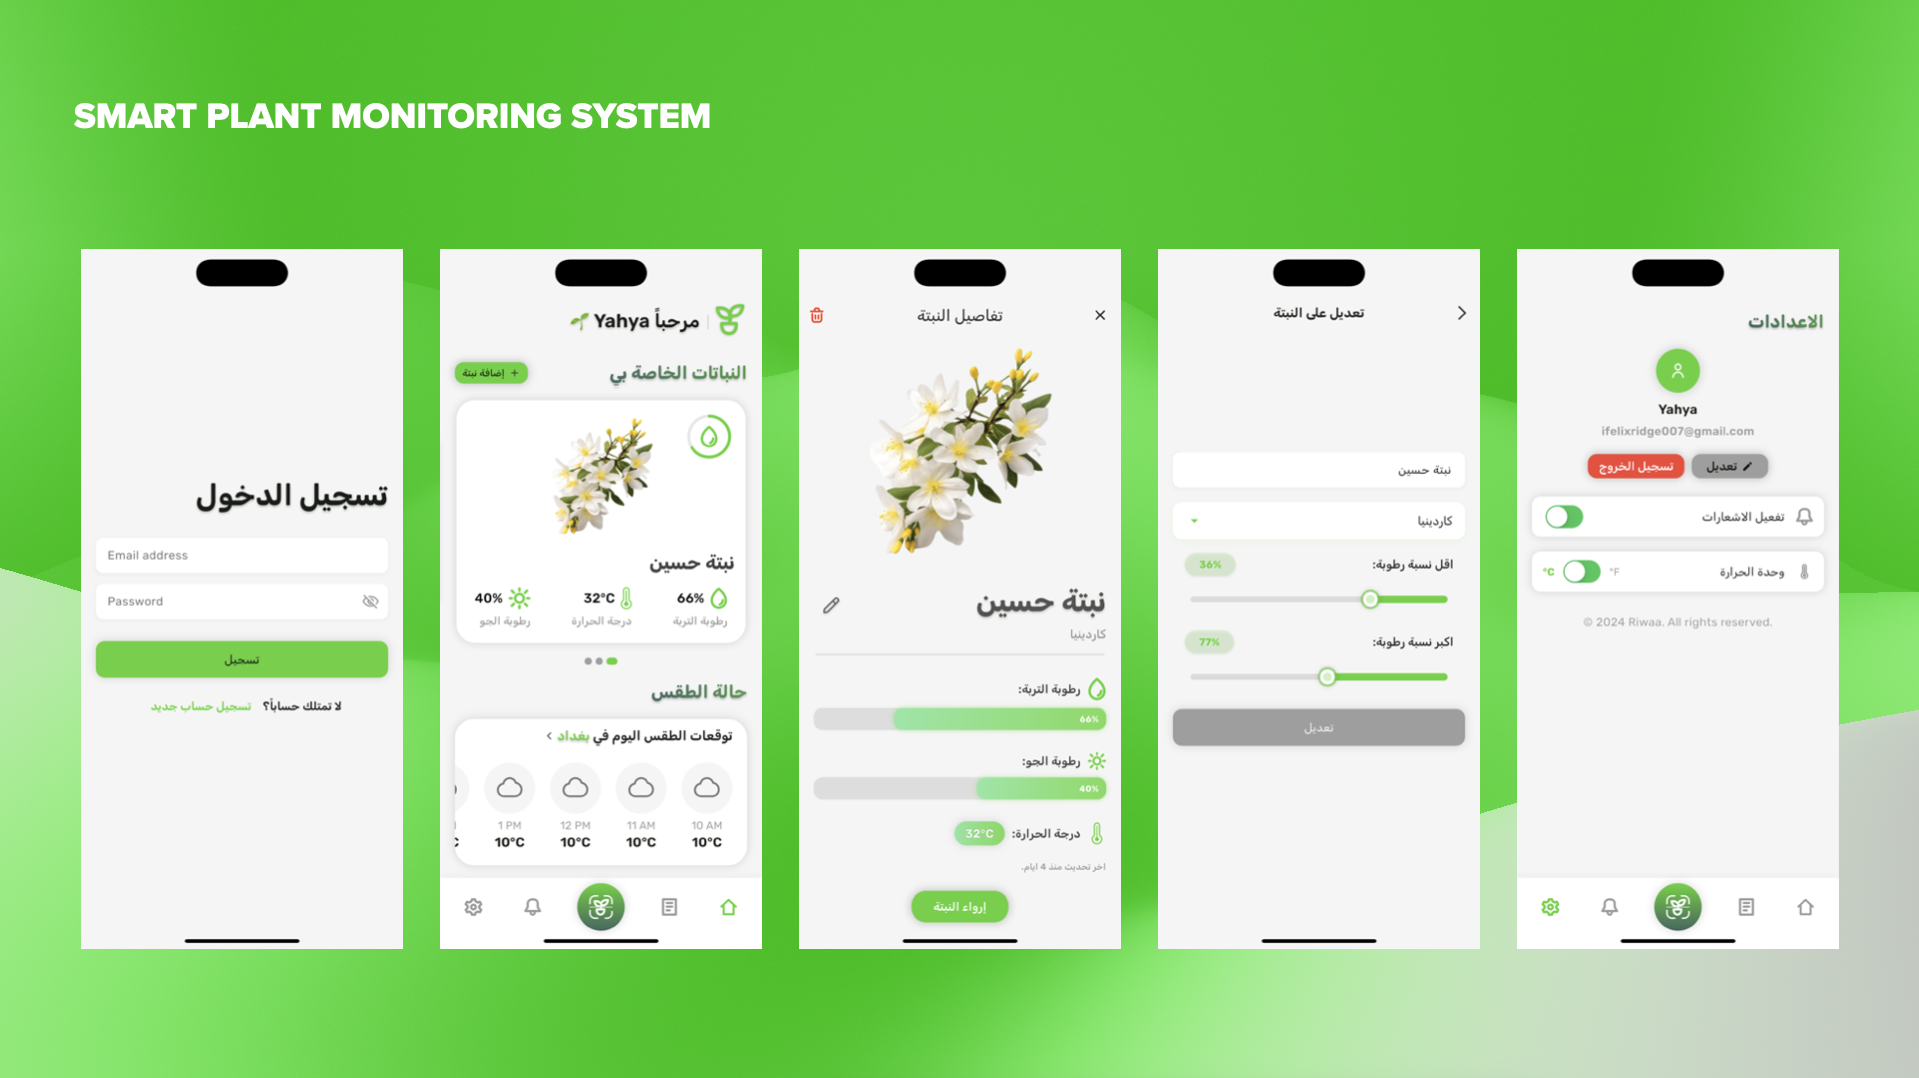 SMART PLANT MONITORING SYSTEM
تسجيل الدخول
Email address
Password
تسجيل
لا تمتلك حساباً؟ تسجيل حساب جديد
مرحباً Yahya
النباتات الخاصة بي
+ إضافة نبتة
نبتة حسين
66%
32°C
40%
رطوبة التربة
درجة الحرارة
رطوبة الجو
حالة الطقس
توقعات الطقس اليوم في بغداد
10 AM
11 AM
12 PM
1 PM
10°C
10°C
10°C
10°C
تفاصيل النبتة
نبتة حسين
كاردينيا
رطوبة التربة:
66%
رطوبة الجو:
40%
درجة الحرارة: 32°C
اخر تحديث منذ 4 ايام.
إرواء النبتة
تعديل على النبتة
نبتة حسين
كاردينيا
اقل نسبة رطوبة:
36%
اكبر نسبة رطوبة:
77%
تعديل
الاعدادات
Yahya
ifelixridge007@gmail.com
تعديل
تسجيل الخروج
تفعيل الاشعارات
وحدة الحرارة
°F
°C
© 2024 Riwaa. All rights reserved.